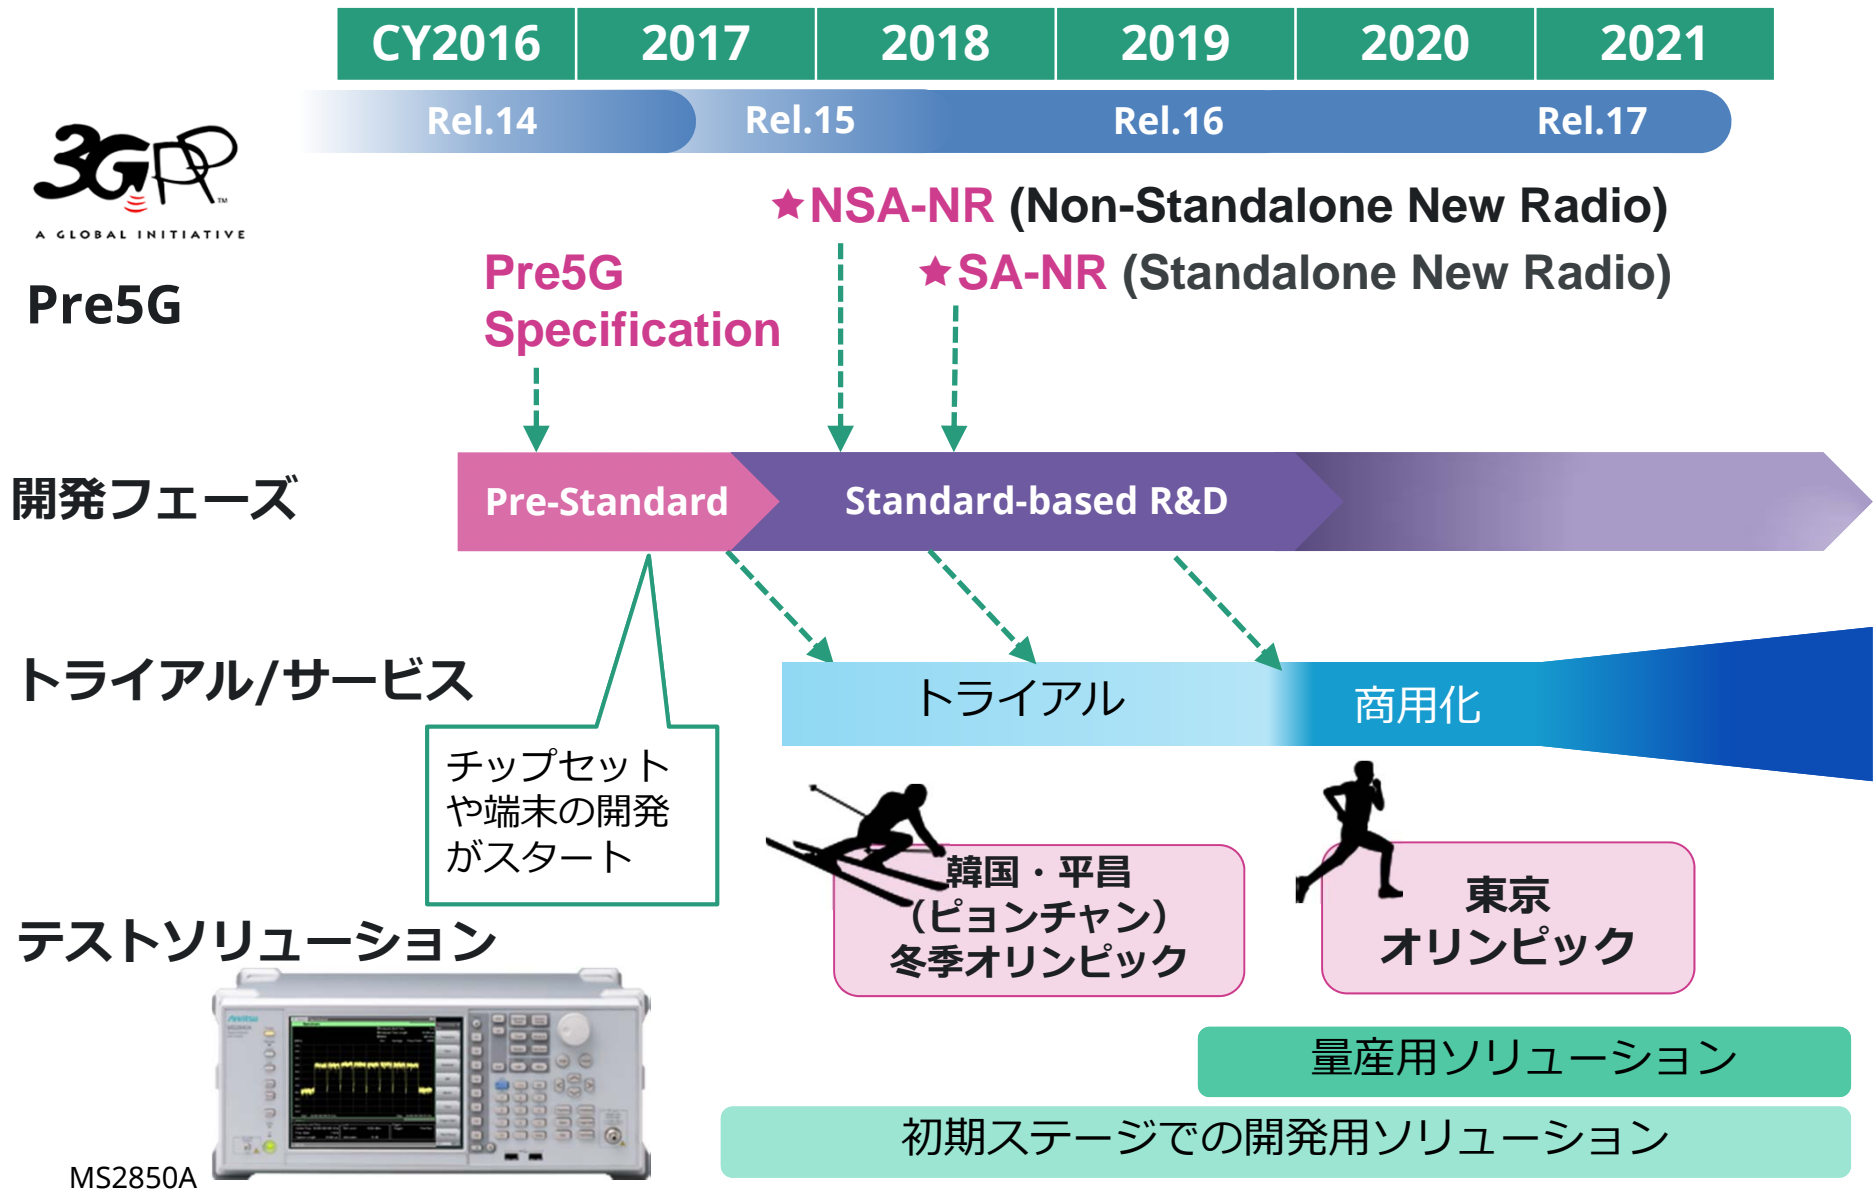 CY2016 2017 2018 2019 2020 2021
Rel.14 Rel.15 Rel.16 Rel.17
3GPP™
A GLOBAL INITIATIVE
★NSA-NR (Non-Standalone New Radio)
★SA-NR (Standalone New Radio)
Pre5G
Pre5G
Specification
開発フェーズ
Pre-Standard
Standard-based R&D
トライアル/サービス
トライアル
商用化
チップセット
や端末の開発
がスタート
韓国・平昌
（ピョンチャン）
冬季オリンピック
東京
オリンピック
テストソリューション
Anritsu
量産用ソリューション
初期ステージでの開発用ソリューション
MS2850A